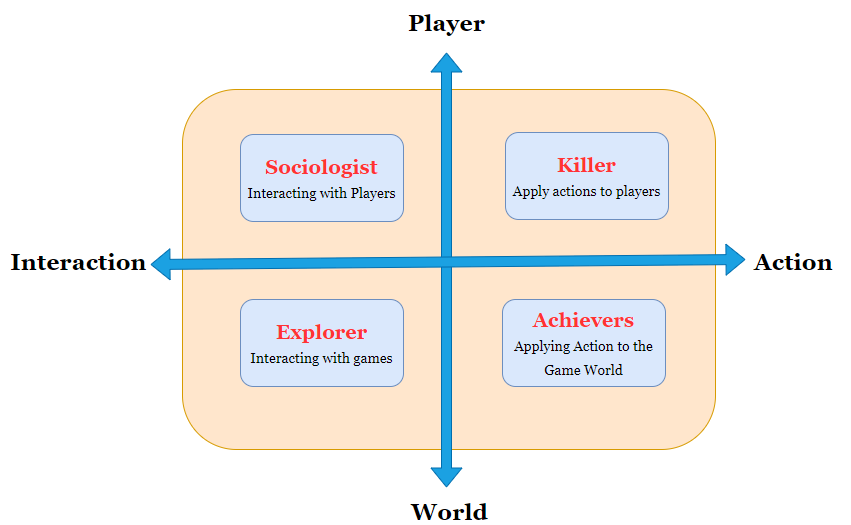 Player
Sociologist
Interacting with Players
Killer
Apply actions to players
Interaction
Action
Explorer
Interacting with games
Achievers
Applying Action to the
Game World
World